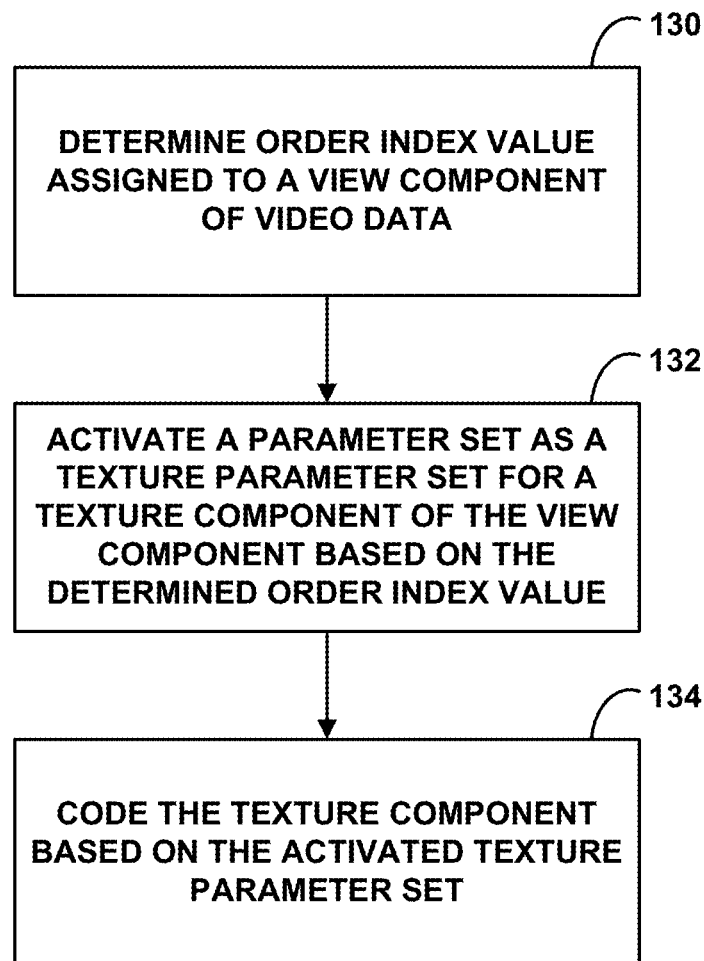 130
DETERMINE ORDER INDEX VALUE
ASSIGNED TO A VIEW COMPONENT
OF VIDEO DATA
132
ACTIVATE A PARAMETER SET AS A
TEXTURE PARAMETER SET FOR A
TEXTURE COMPONENT OF THE VIEW
COMPONENT BASED ON THE
DETERMINED ORDER INDEX VALUE
134
CODE THE TEXTURE COMPONENT
BASED ON THE ACTIVATED TEXTURE
PARAMETER SET